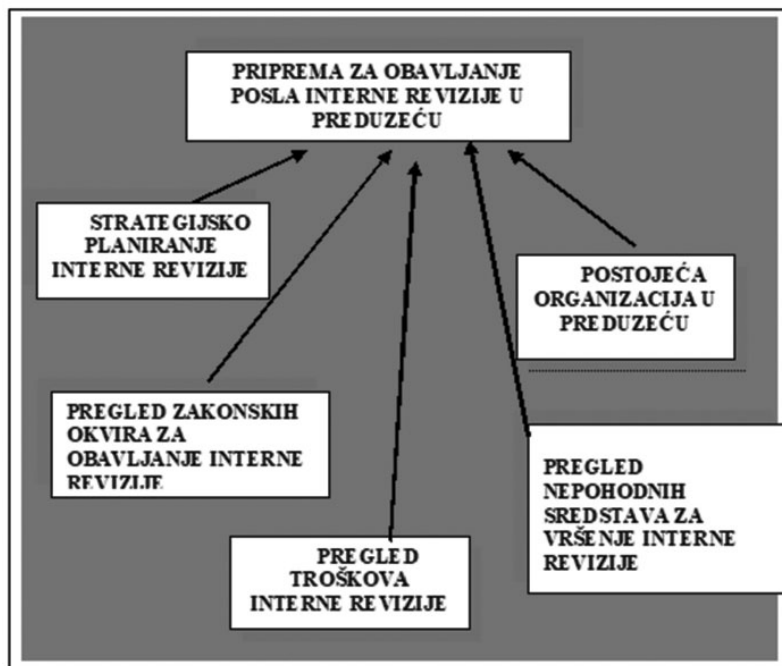 PRIPREMA ZA OBAVLJANJE
POSLA INTERNE REVIZIJE U
PREDUZEĆU
STRATEGIJSKO
PLANIRANJE
INTERNE REVIZIJE
POSTOJEĆA
ORGANIZACIJA U
PREDUZEĆU
PREGLED ZAKONSKIH
OKVIRA ZA
OBAVLJANJE INTERNE
REVIZIJE
PREGLED
NEPOHODNIH
SREDSTAVA ZA
VRŠENJE INTERNE
REVIZIJE
PREGLED
TROŠKOVA
INTERNE REVIZIJE